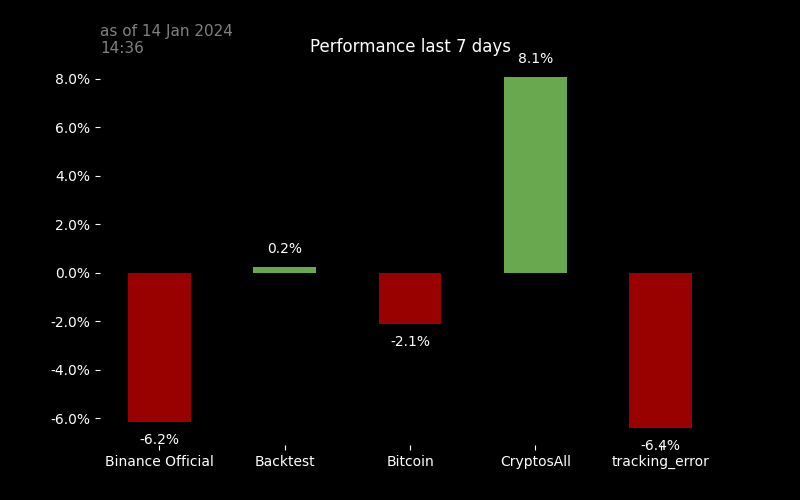 as of 14 Jan 2024
14:36
Performance last 7 days
8.1%
8.0%
6.0%
4.0%
2.0%
0.2%
0.0%
-2.0%
-2.1%
-4.0%
-6.0%
-6.2%
-6.4%
Binance Official
Backtest
Bitcoin
CryptosAll
tracking_error